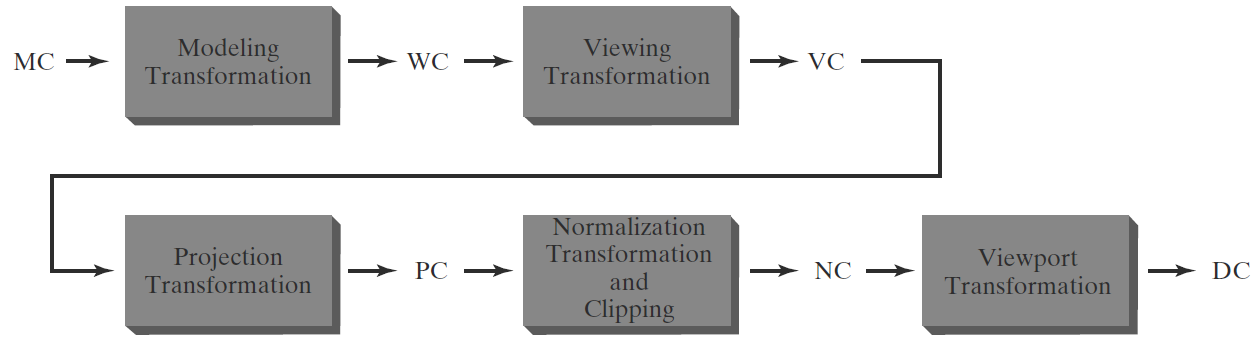 MC
Modeling
Transformation
WC
Viewing
Transformation
VC
Projection
Transformation
PC
Normalization
Transformation
and
Clipping
NC
Viewport
Transformation
DC